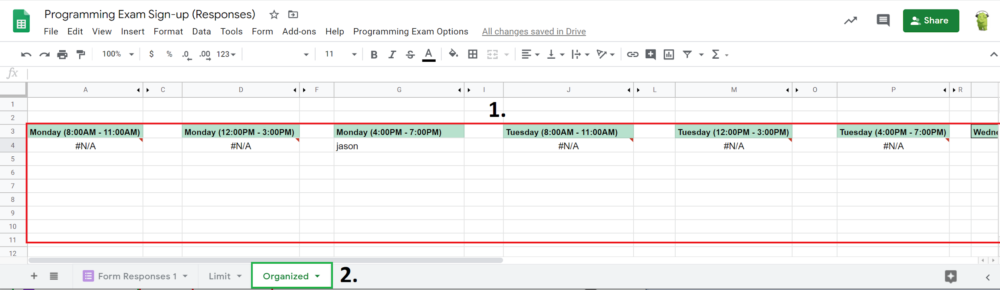 Programming Exam Sign-up (Responses)
File Edit View Insert Format Data Tools Form Add-ons Help Programming Exam Options All changes saved in Drive
Share
100% $ % .0 .00 123 11 B I S A Σ
fx
A C D F G I J L M O P R
1
1.
2
3 Monday (8:00AM - 11:00AM) Monday (12:00PM - 3:00PM) Monday (4:00PM - 7:00PM) Tuesday (8:00AM - 11:00AM) Tuesday (12:00PM - 3:00PM) Tuesday (4:00PM - 7:00PM) Wedne
4 #N/A #N/A jason #N/A #N/A #N/A
5
6
7
8
9
10
11
12
Form Responses 1 Limit Organized 2.